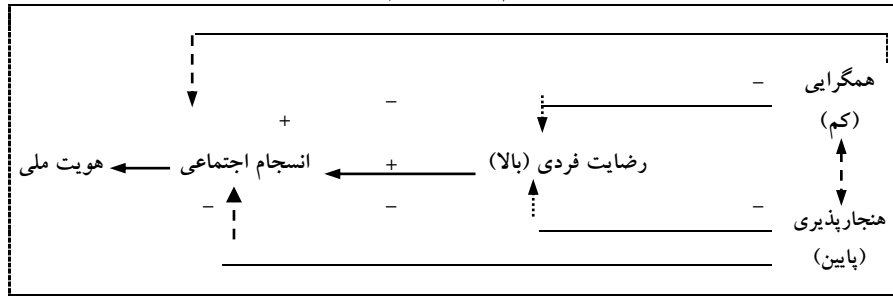 همگرایی
(کم)
رضایت فردی (بالا)
انسجام اجتماعی
هویت ملی
هنجارپذیری
(پایین)
−
−
+
+
−
−
−